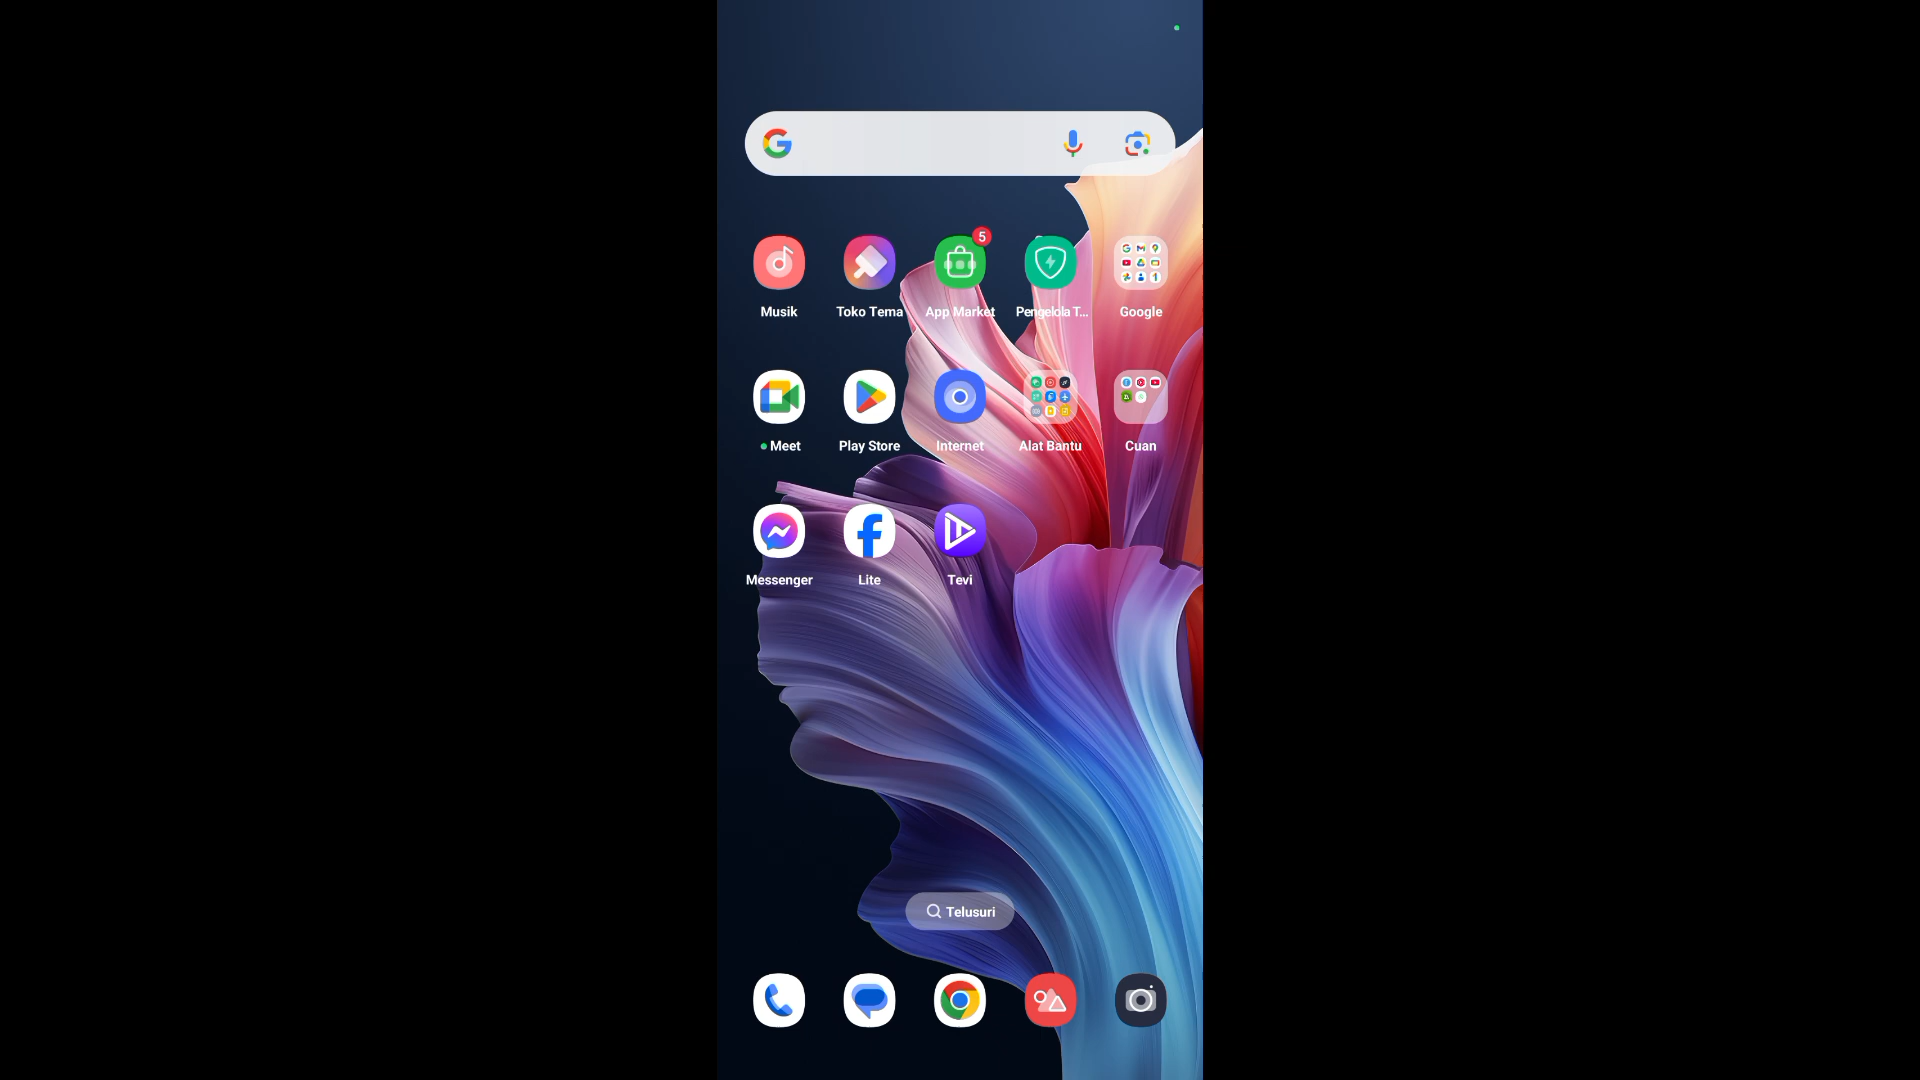 5
Musik
Toko Tema
App Market
Pengelola T...
Google
Meet
Play Store
Internet
Alat Bantu
Cuan
Messenger
Lite
Tevi
Telusuri